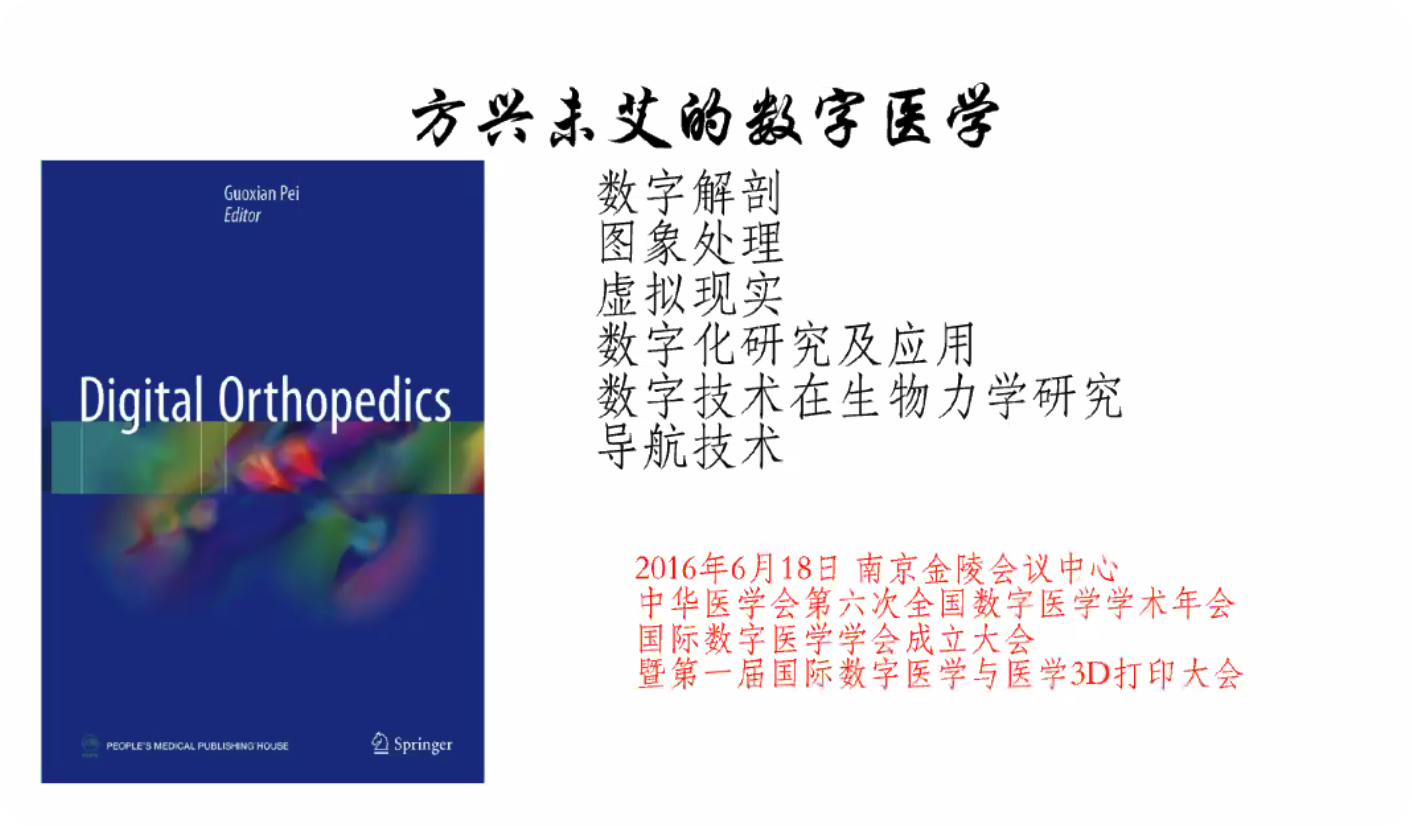 方兴未艾的数字医学
Guoxian Pei
Editor
Digital Orthopedics
PEOPLE'S MEDICAL PUBLISHING HOUSE
Springer
数字解剖
图象处理
虚拟现实
数字化研究及应用
数字技术在生物力学研究
导航技术
2016年6月18日 南京金陵会议中心
中华医学会第六次全国数字医学学术年会
国际数字医学学会成立大会
暨第一届国际数字医学与医学3D打印大会